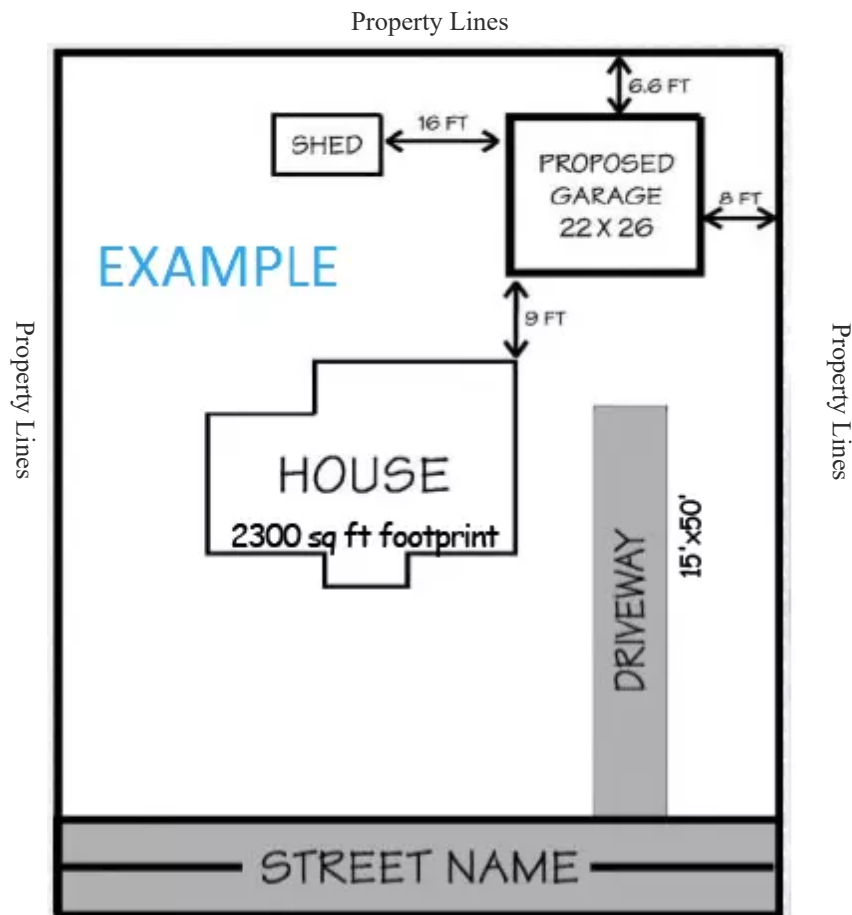 Property Lines
6.6 FT
16 FT
SHED
PROPOSED
GARAGE
22 X 26
8 FT
EXAMPLE
9 FT
Property Lines
Property Lines
HOUSE
2300 sq ft footprint
15'x50'
DRIVEWAY
STREET NAME